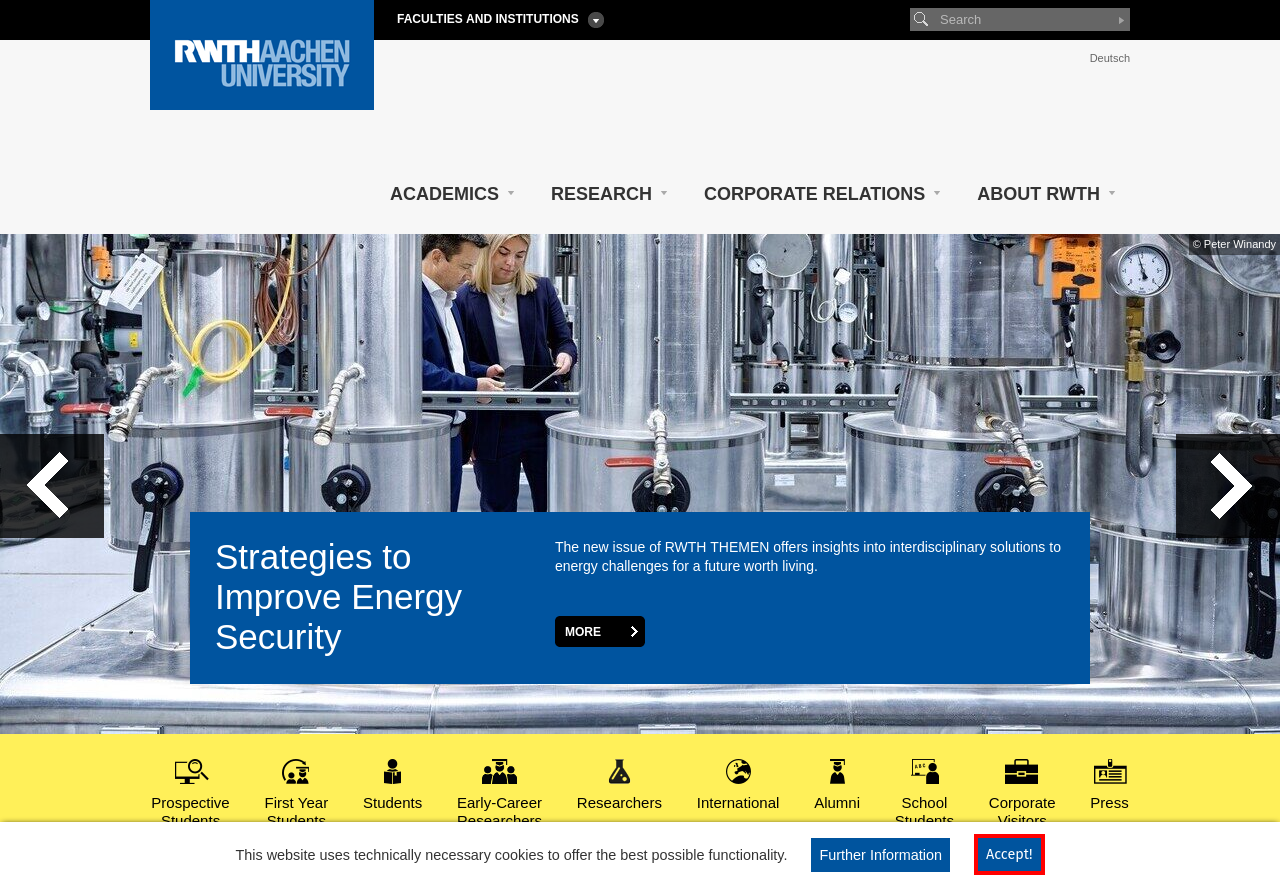 FACULTIES AND INSTITUTIONS
Search
RWTHAACHEN
UNIVERSITY
Deutsch
ACADEMICS
RESEARCH
CORPORATE RELATIONS
ABOUT RWTH
© Peter Winandy
Strategies to
Improve Energy
Security
The new issue of RWTH THEMEN offers insights into interdisciplinary solutions to
energy challenges for a future worth living.
MORE
Prospective
Students
First Year
Students
Students
Early-Career
Researchers
Researchers
International
Alumni
School
Students
Corporate
Visitors
Press
This website uses technically necessary cookies to offer the best possible functionality.
Further Information
Accept!